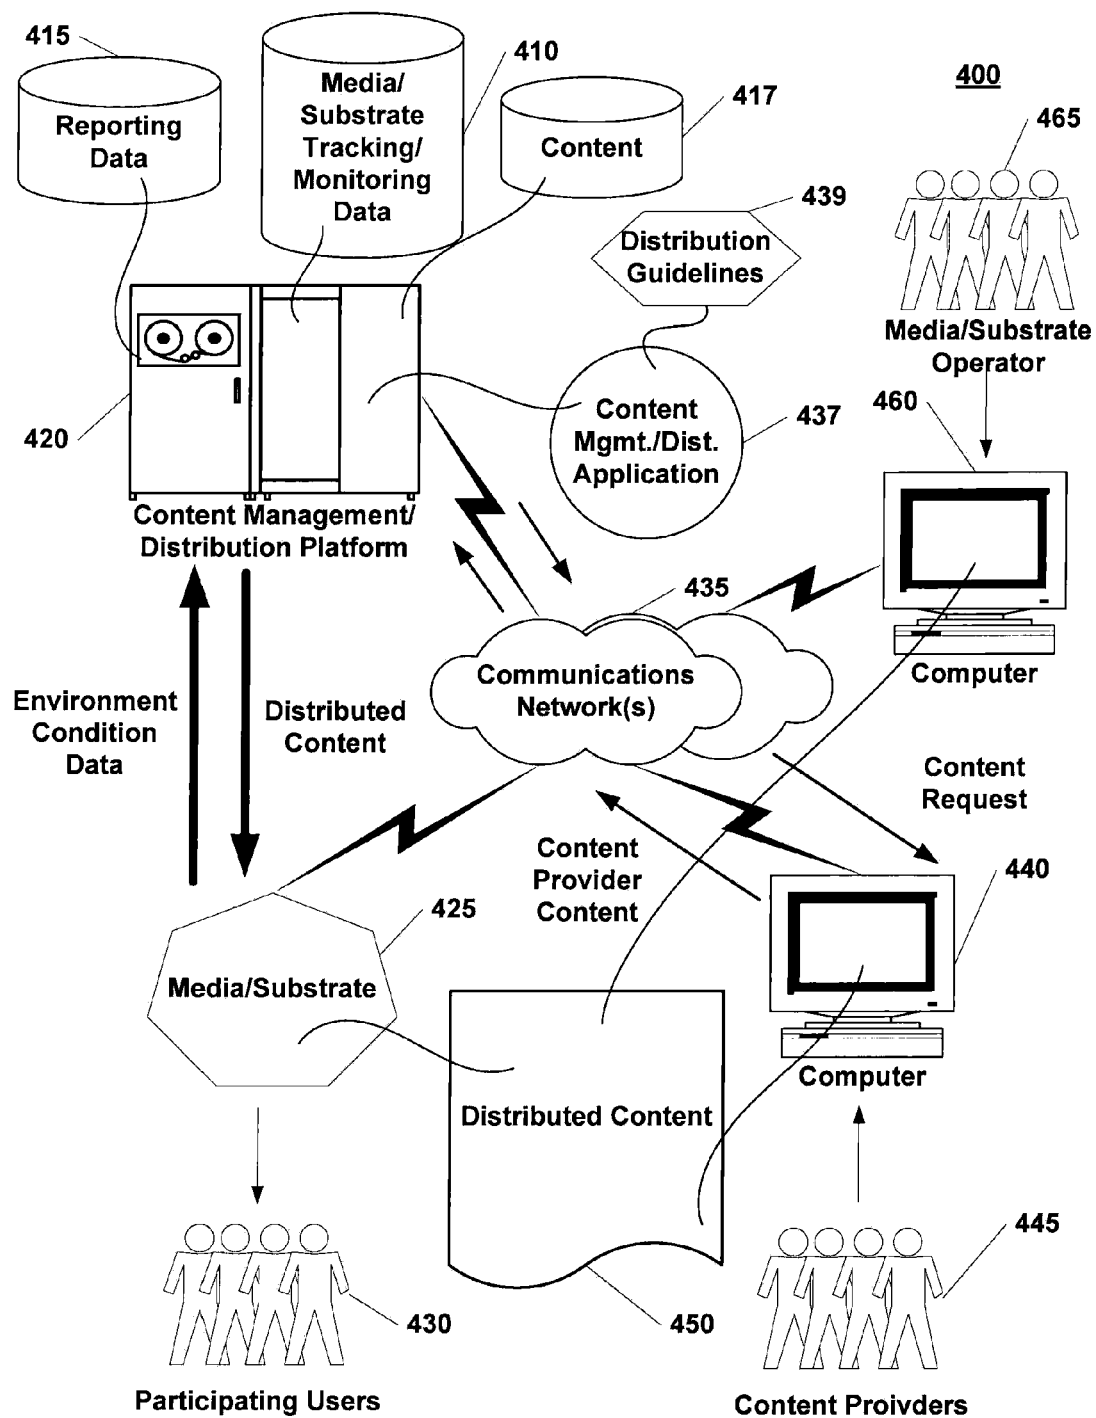 415
Reporting
Data
Media/
Substrate
Tracking/
Monitoring
Data
410
Content
417
400
465
Media/Substrate
Operator
439
Distribution
Guidelines
420
Content Management/
Distribution Platform
Content
Mgmt./Dist.
Application
437
460
Computer
435
Communications
Network(s)
Environment
Condition
Data
Distributed
Content
Content
Request
Content
Provider
Content
440
Computer
425
Media/Substrate
Distributed Content
450
430
Participating Users
445
Content Proivders